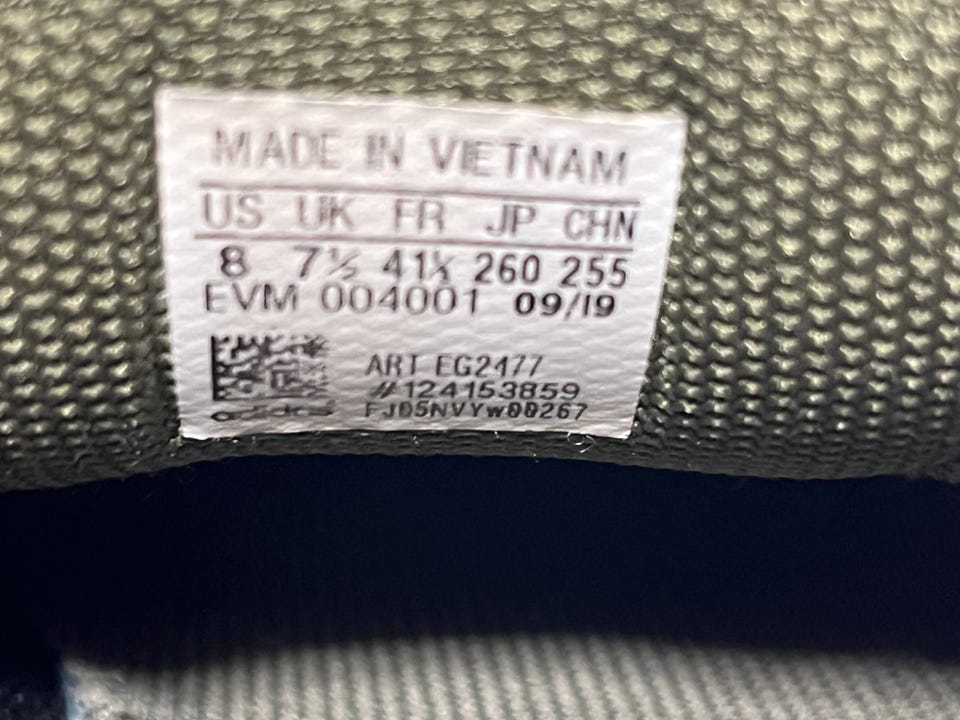 MADE IN VIETNAM
US UK FR JP CHN
8 7½ 41⅓ 260 255
EVM 004001 09/19
ART EG2477
#124153859
FJD5NVYW00267
adidas